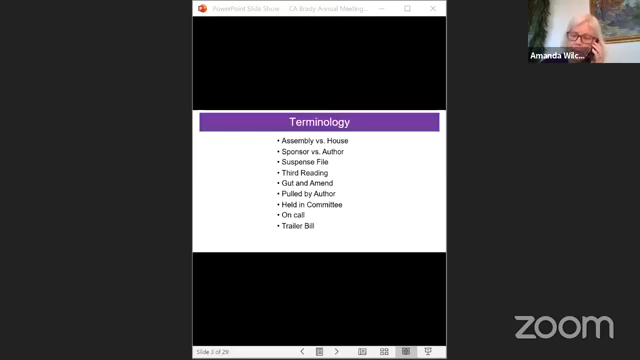 PowerPoint Slide Show
CA Brady Annual Meeting...
Amanda Wilc...
Terminology
• Assembly vs. House
• Sponsor vs. Author
• Suspense File
• Third Reading
• Gut and Amend
• Pulled by Author
• Held in Committee
• On call
• Trailer Bill
zoom
Slide 3 of 29